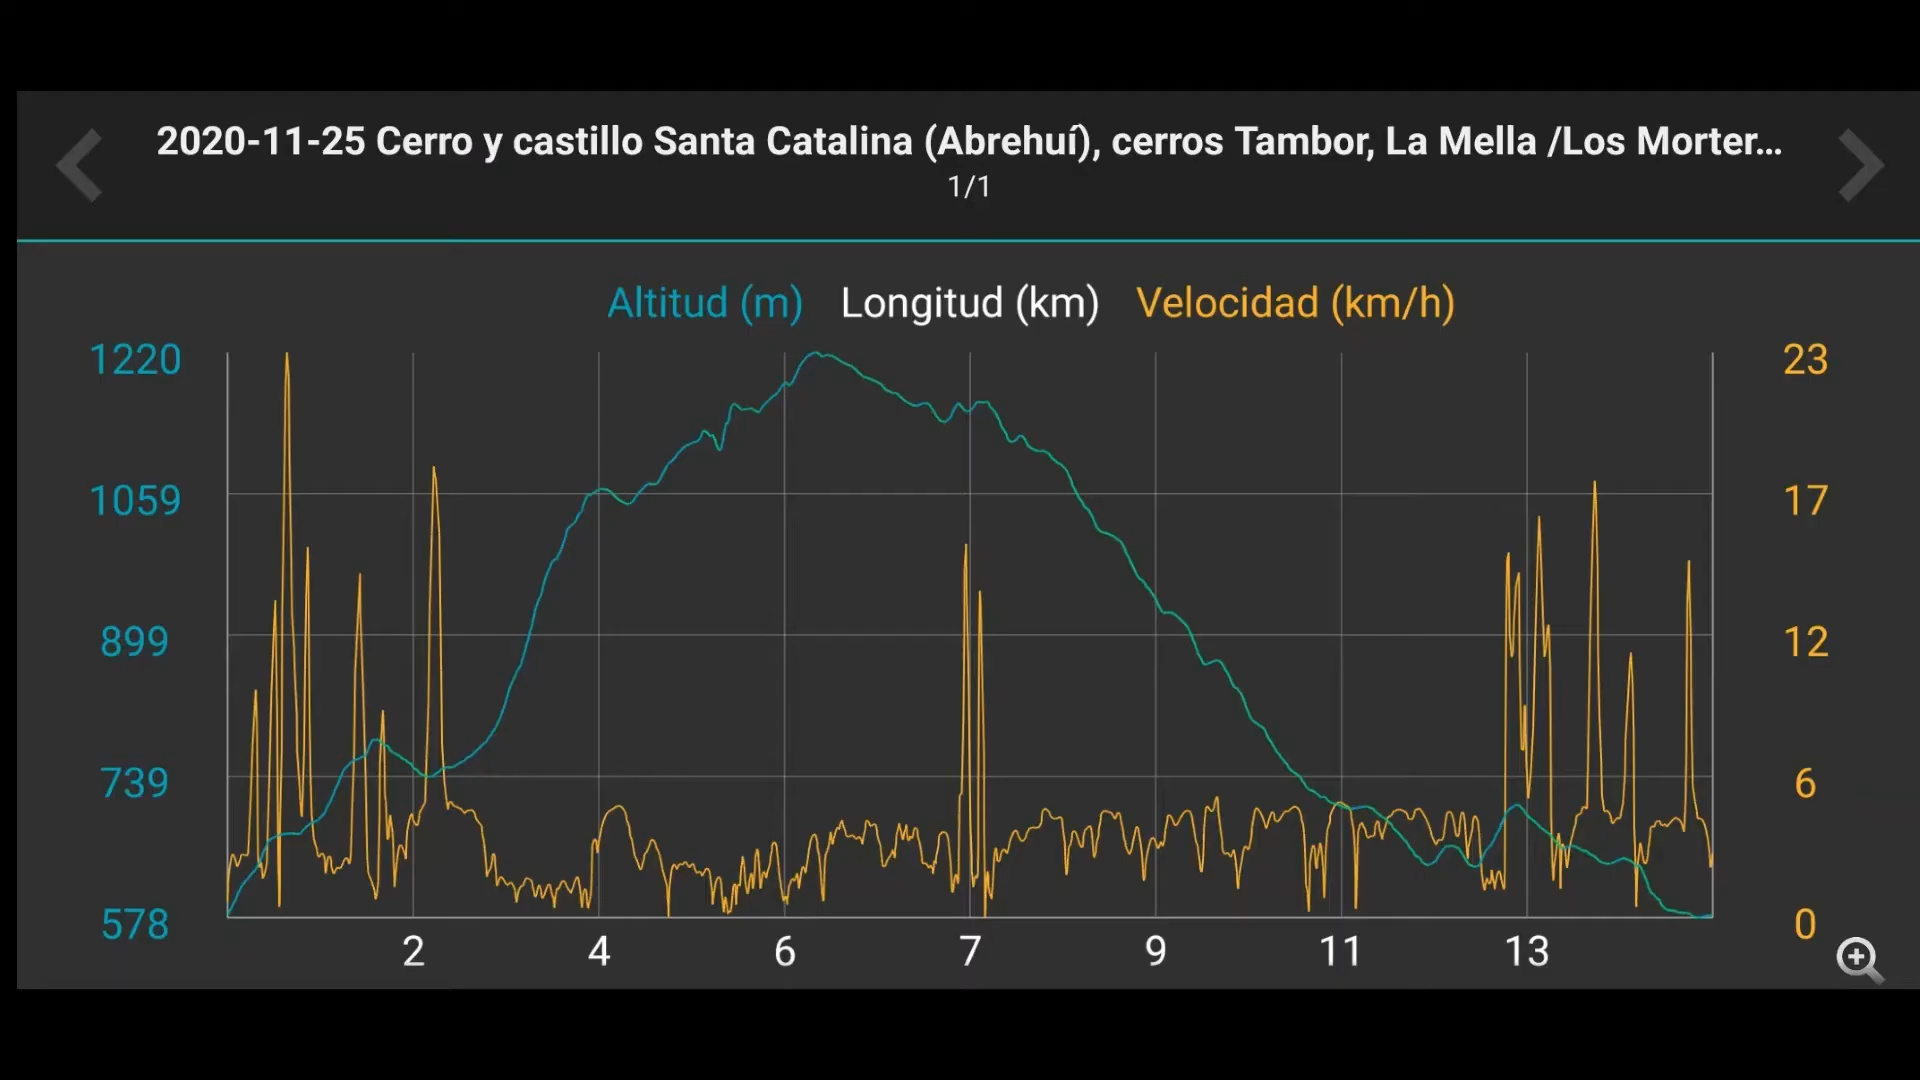 2020-11-25 Cerro y castillo Santa Catalina (Abrehuí), cerros Tambor, La Mella /Los Morter...
1/1
Altitud (m) Longitud (km) Velocidad (km/h)
1220 23
1059 17
899 12
739 6
578 0
2 4 6 7 9 11 13